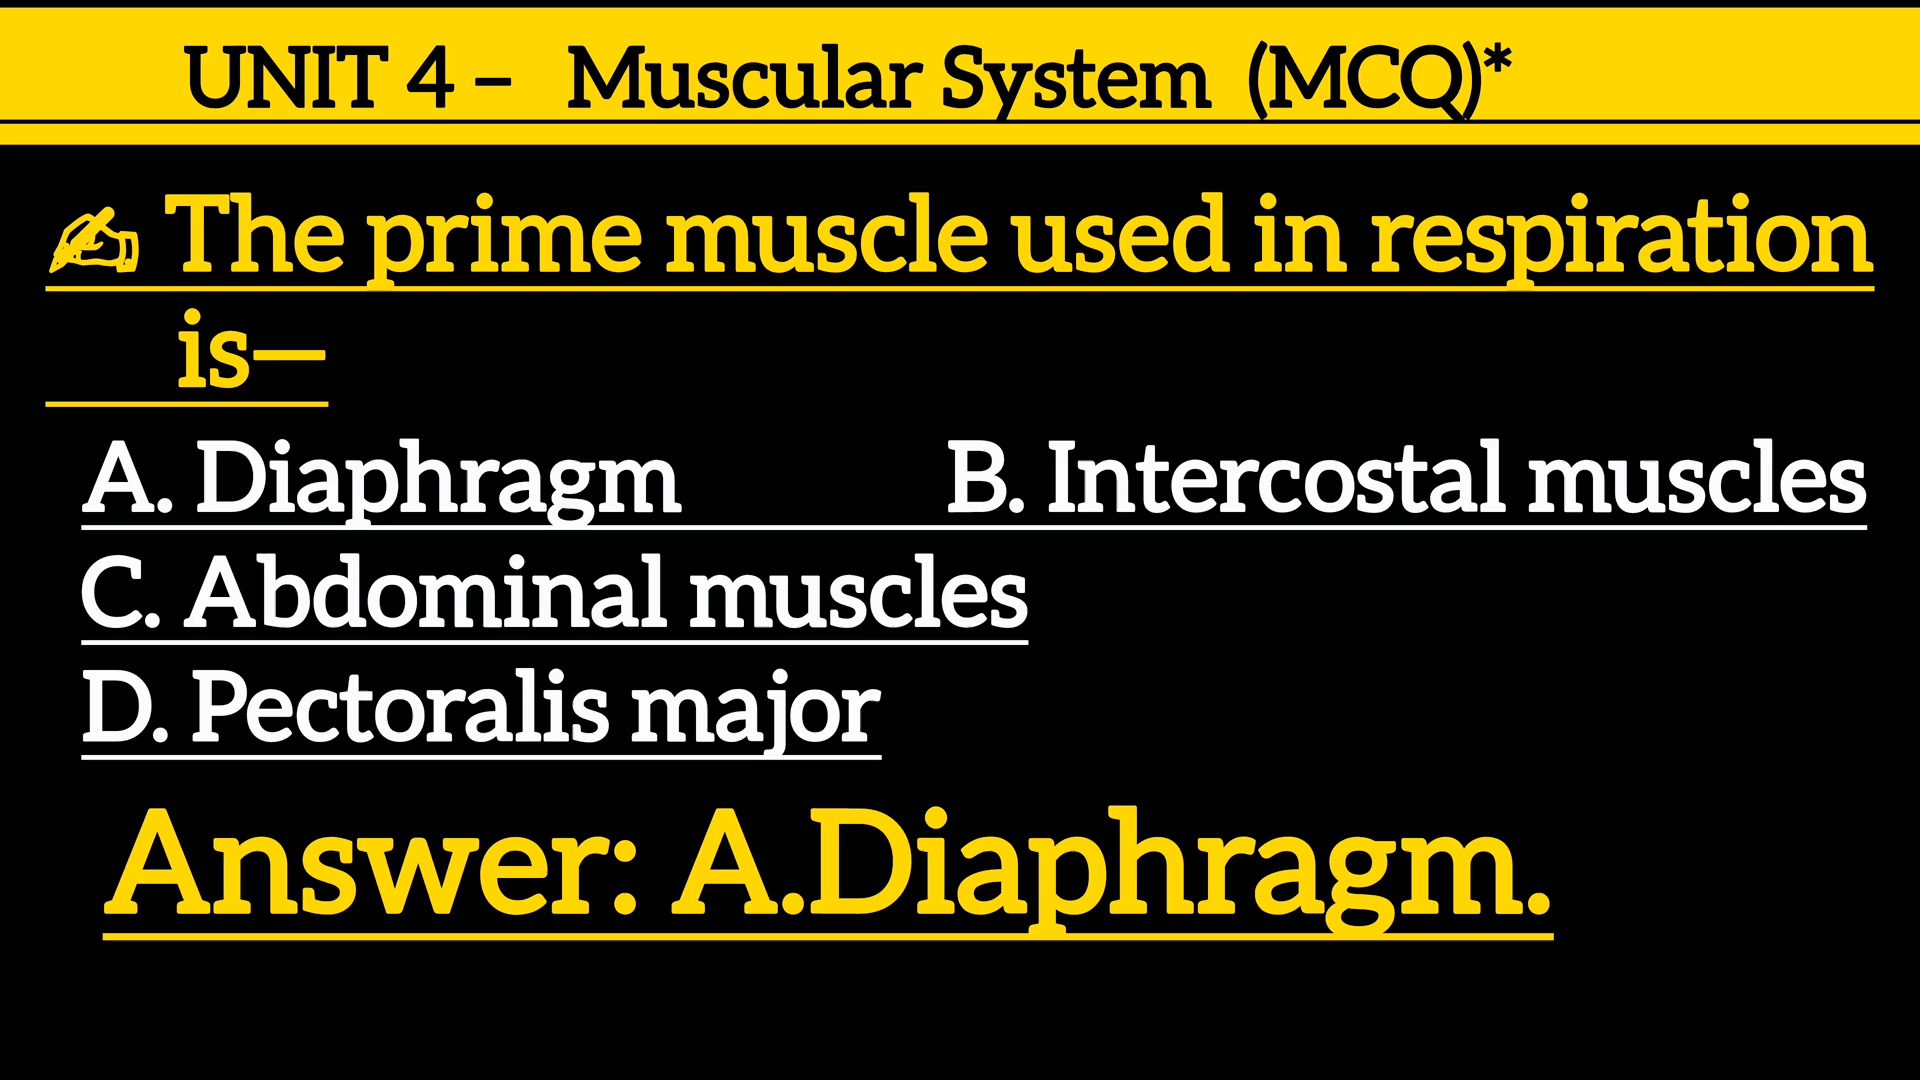 UNIT 4 – Muscular System (MCQ)*
✍ The prime muscle used in respiration
is—
A. Diaphragm B. Intercostal muscles
C. Abdominal muscles
D. Pectoralis major
Answer: A.Diaphragm.